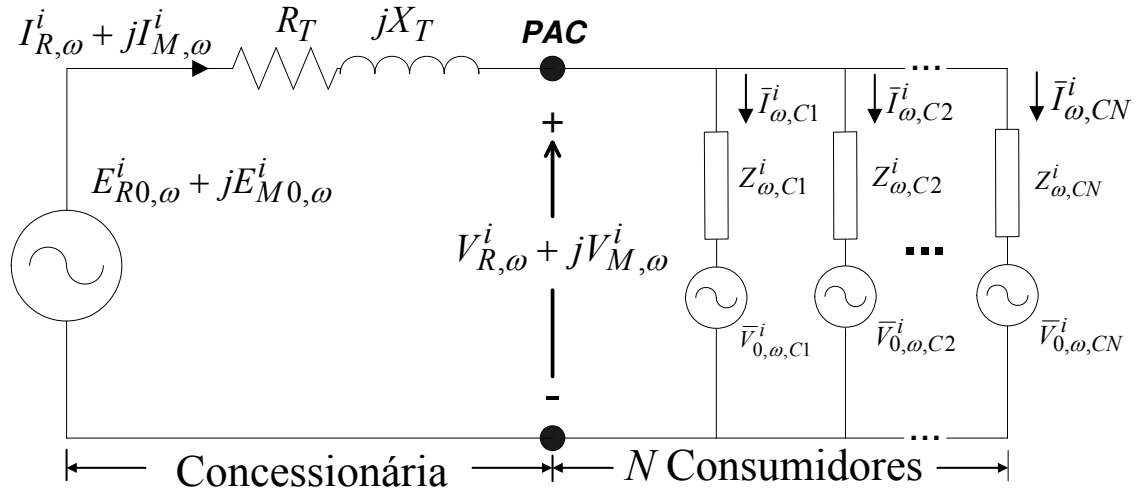 I^i_{R,ω} + jI^i_{M,ω}
R_T
jX_T
PAC
...
Ī^i_{ω,C1}
Ī^i_{ω,C2}
Ī^i_{ω,CN}
+
E^i_{R0,ω} + jE^i_{M0,ω}
Z^i_{ω,C1}
Z^i_{ω,C2}
Z^i_{ω,CN}
V^i_{R,ω} + jV^i_{M,ω}
...
V̄^i_{0,ω,C1}
V̄^i_{0,ω,C2}
V̄^i_{0,ω,CN}
-
...
Concessionária
N Consumidores